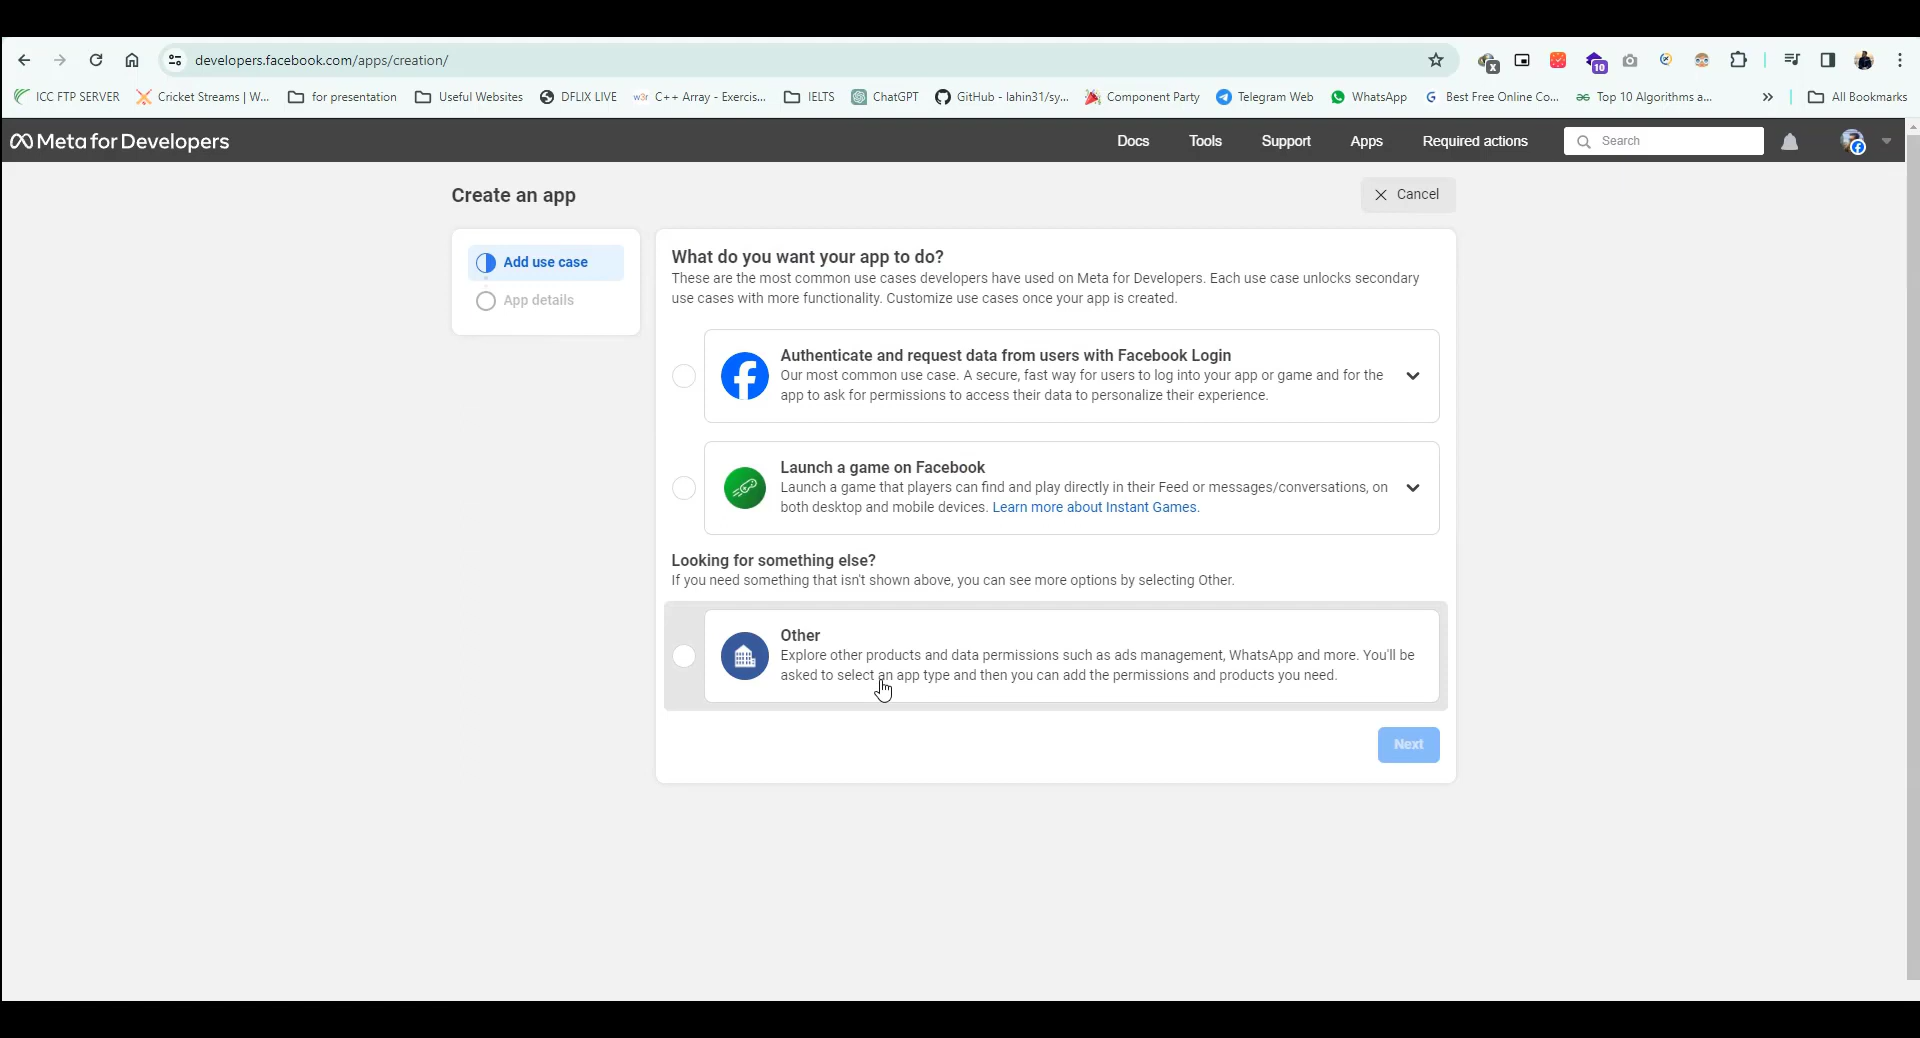 developers.facebook.com/apps/creation/
X
10
ICC FTP SERVER
Cricket Streams | W...
for presentation
Useful Websites
DFLIX LIVE
w3r
C++ Array - Exercis...
IELTS
ChatGPT
GitHub - lahin31/sy...
Component Party
Telegram Web
WhatsApp
G
Best Free Online Co...
Top 10 Algorithms a...
»
All Bookmarks
Meta for Developers
Docs
Tools
Support
Apps
Required actions
Search
Create an app
Cancel
Add use case
App details
What do you want your app to do?
These are the most common use cases developers have used on Meta for Developers. Each use case unlocks secondary
use cases with more functionality. Customize use cases once your app is created.
Authenticate and request data from users with Facebook Login
Our most common use case. A secure, fast way for users to log into your app or game and for the
app to ask for permissions to access their data to personalize their experience.
Launch a game on Facebook
Launch a game that players can find and play directly in their Feed or messages/conversations, on
both desktop and mobile devices. Learn more about Instant Games.
Looking for something else?
If you need something that isn't shown above, you can see more options by selecting Other.
Other
Explore other products and data permissions such as ads management, WhatsApp and more. You'll be
asked to select an app type and then you can add the permissions and products you need.
Next